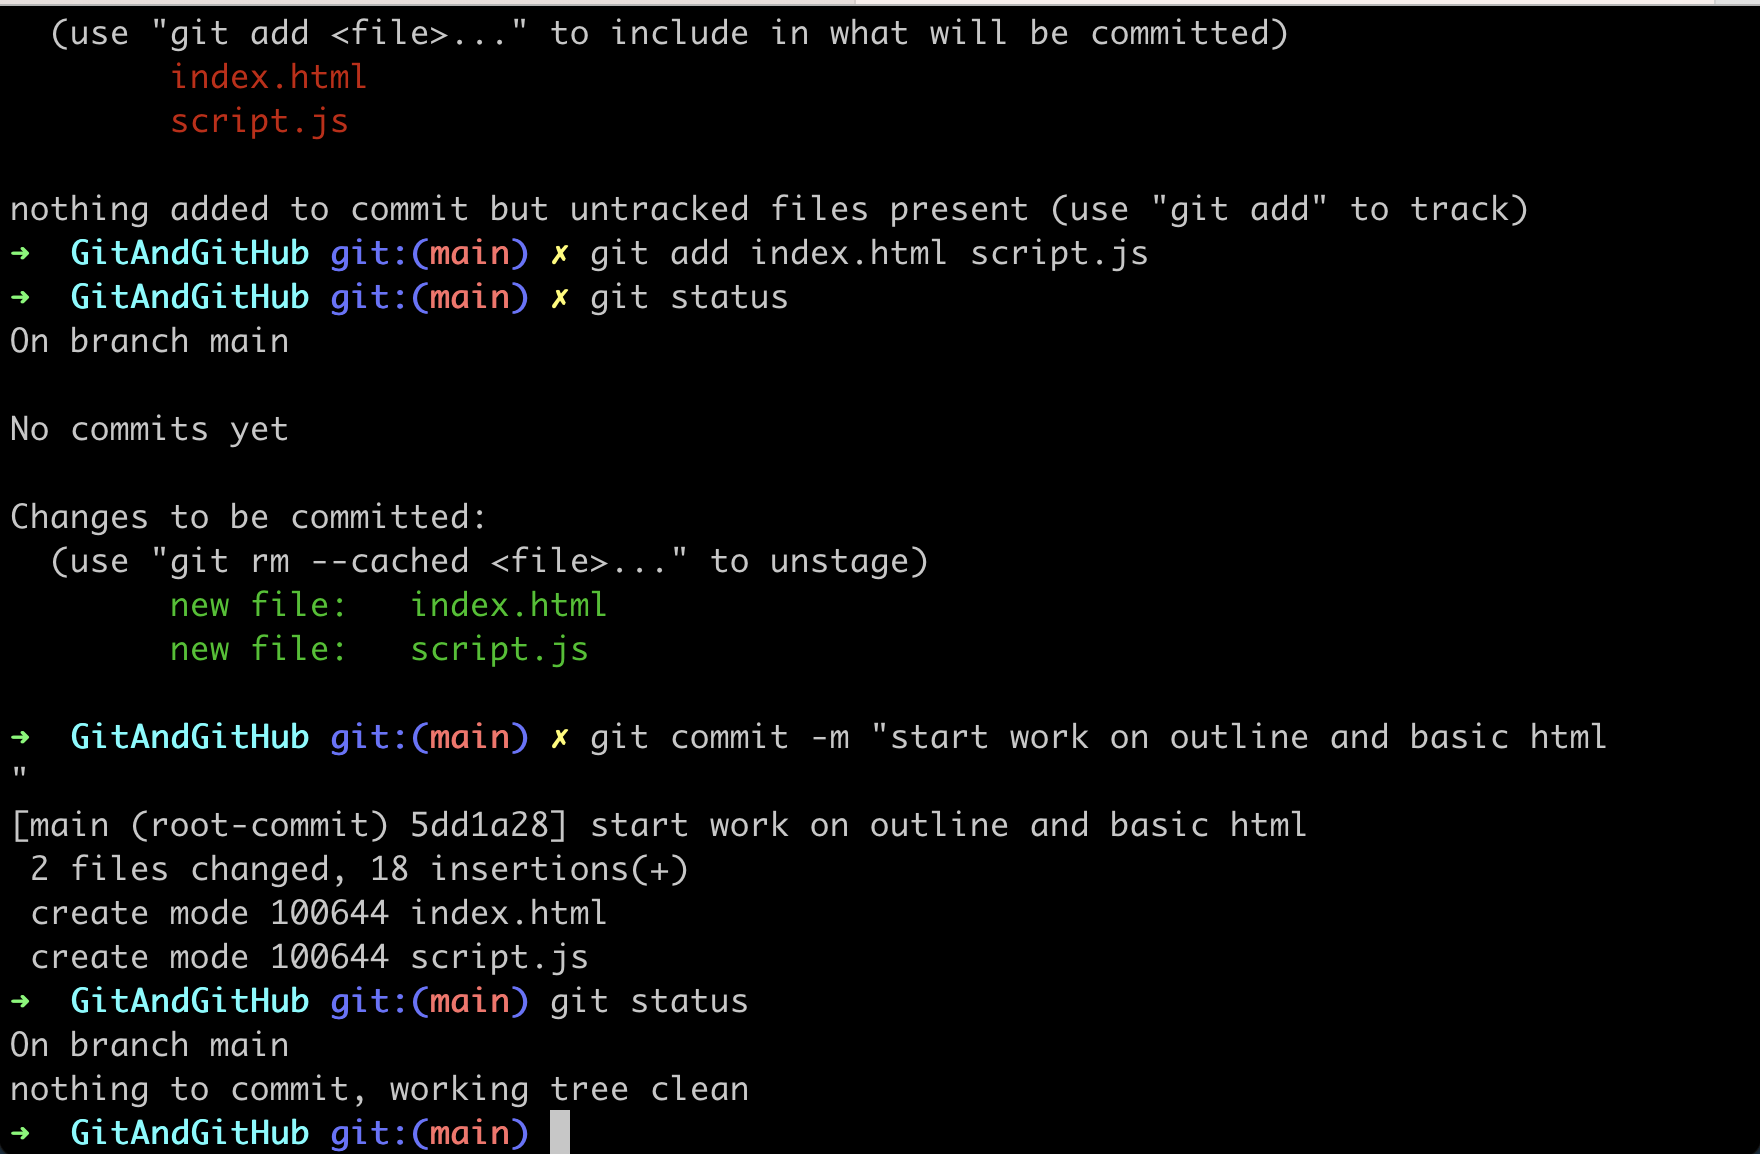 (use "git add <file>..." to include in what will be committed)
index.html
script.js
nothing added to commit but untracked files present (use "git add" to track)
➜ GitAndGitHub git:(main) ✗ git add index.html script.js
➜ GitAndGitHub git:(main) ✗ git status
On branch main
No commits yet
Changes to be committed:
(use "git rm --cached <file>..." to unstage)
new file: index.html
new file: script.js
➜ GitAndGitHub git:(main) ✗ git commit -m "start work on outline and basic html
"
[main (root-commit) 5dd1a28] start work on outline and basic html
2 files changed, 18 insertions(+)
create mode 100644 index.html
create mode 100644 script.js
➜ GitAndGitHub git:(main) git status
On branch main
nothing to commit, working tree clean
➜ GitAndGitHub git:(main)